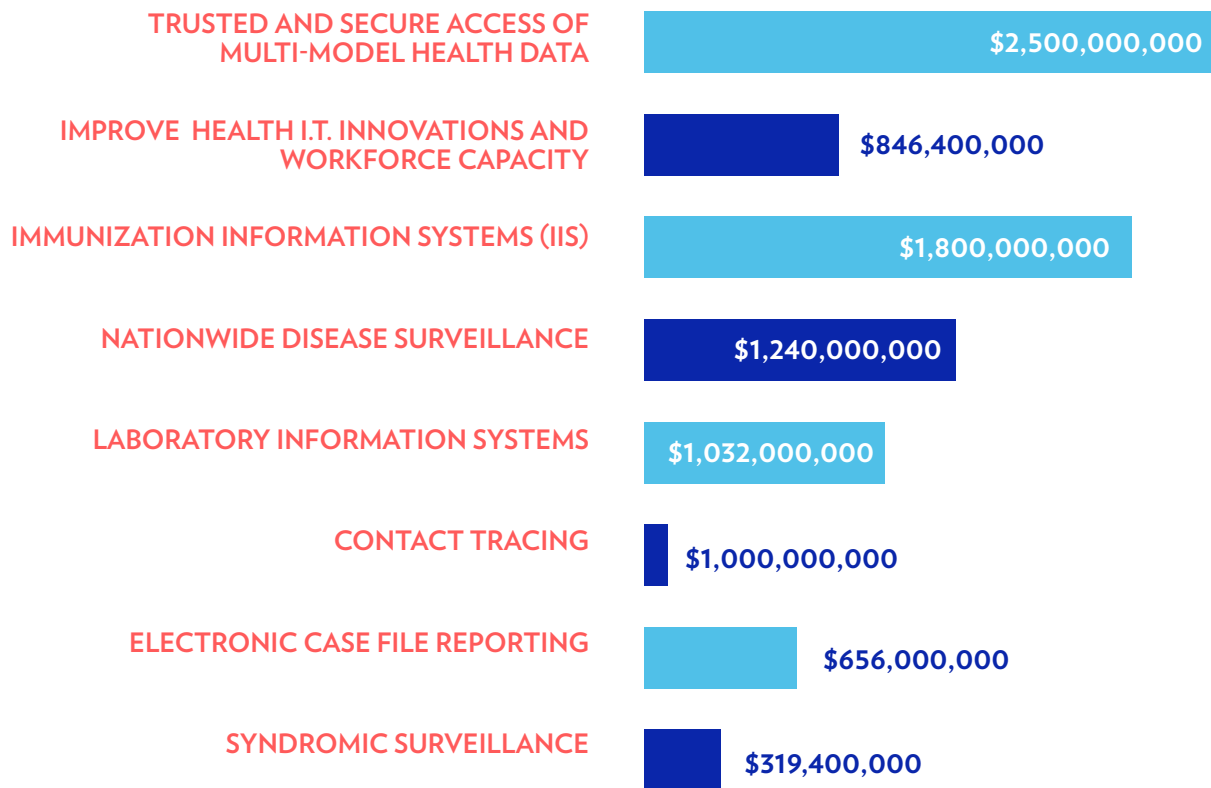 TRUSTED AND SECURE ACCESS OF
MULTI-MODEL HEALTH DATA
$2,500,000,000
IMPROVE HEALTH I.T. INNOVATIONS AND
WORKFORCE CAPACITY
$846,400,000
IMMUNIZATION INFORMATION SYSTEMS (IIS)
$1,800,000,000
NATIONWIDE DISEASE SURVEILLANCE
$1,240,000,000
LABORATORY INFORMATION SYSTEMS
$1,032,000,000
CONTACT TRACING
$1,000,000,000
ELECTRONIC CASE FILE REPORTING
$656,000,000
SYNDROMIC SURVEILLANCE
$319,400,000